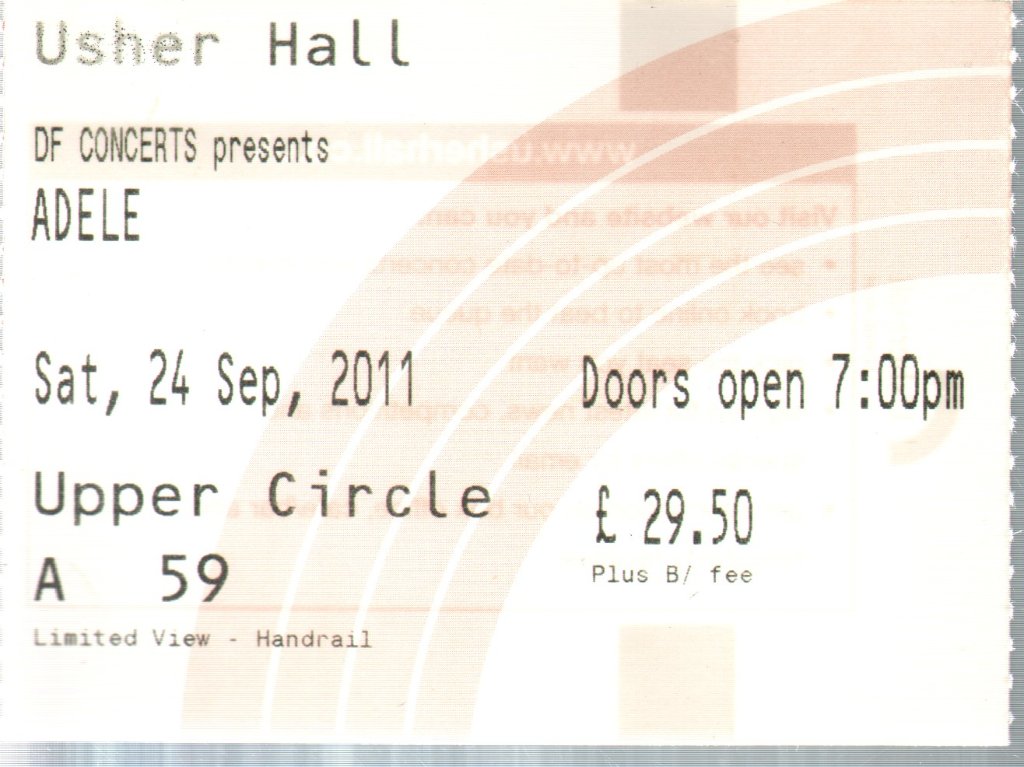 Usher Hall
DF CONCERTS presents
ADELE
Sat, 24 Sep, 2011 Doors open 7:00pm
Upper Circle
£ 29.50
A 59
Plus B/ fee
Limited View - Handrail